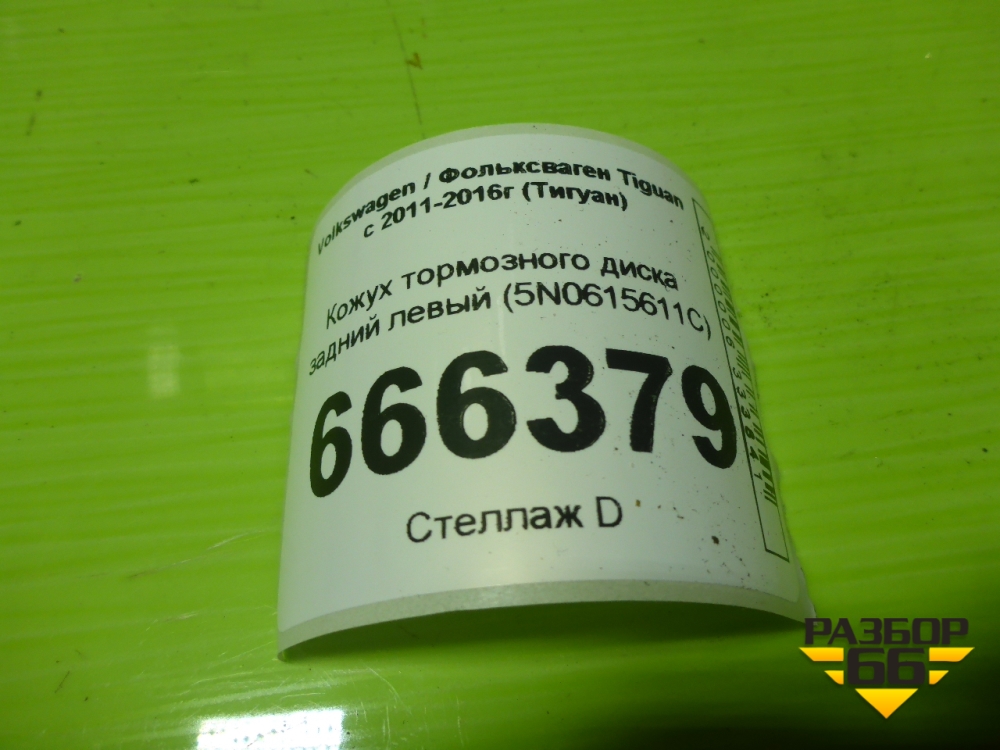 Volkswagen / Фольксваген Tiguan
с 2011-2016г (Тигуан)
Кожух тормозного диска
задний левый (5N0615611C)
666379
Стеллаж D
РАЗБОР
66